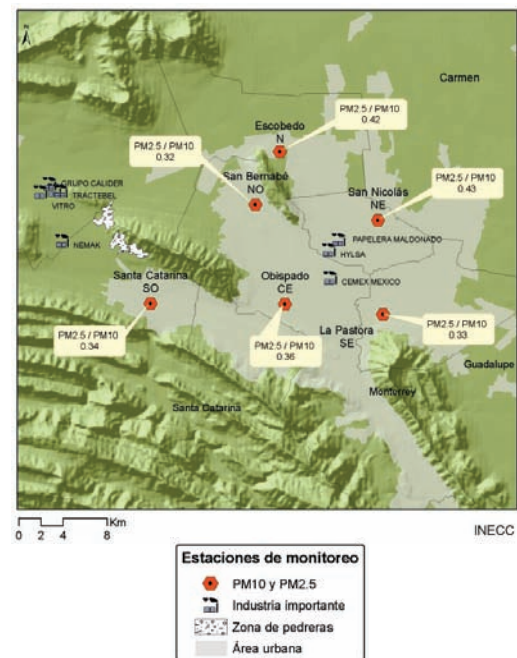 N
Carmen
PM2.5 / PM10
0.42
Escobedo
N
PM2.5 / PM10
0.32
San Bernabé
NO
GRUPO CALIDER
TRACTEBEL
VITRO
San Nicolás
NE
PM2.5 / PM10
0.43
NEMAK
PAPELERA MALDONADO
HYLSA
Santa Catarina
SO
Obispado
CE
CEMEX MEXICO
PM2.5 / PM10
0.34
PM2.5 / PM10
0.36
La Pastora
SE
PM2.5 / PM10
0.33
Guadalupe
Monterrey
Santa Catarina
Km
0 2 4 8
INECC
Estaciones de monitoreo
PM10 y PM2.5
Industria importante
Zona de pedreras
Área urbana